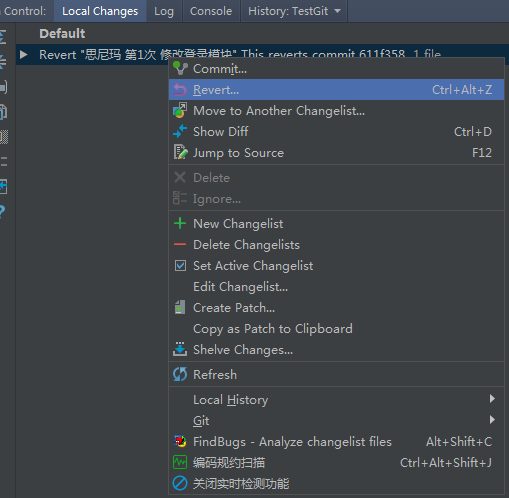 Control: Local Changes Log Console History: TestGit
Default
Revert "思尼玛 第1次 修改登录模块" This reverts commit 611f358. 1 file
Commit...
Revert... Ctrl+Alt+Z
Move to Another Changelist...
Show Diff Ctrl+D
Jump to Source F12
Delete
Ignore...
New Changelist
Delete Changelists
Set Active Changelist
Edit Changelist...
Create Patch...
Copy as Patch to Clipboard
Shelve Changes...
Refresh
Local History
Git
FindBugs - Analyze changelist files Alt+Shift+C
编码规约扫描 Ctrl+Alt+Shift+J
关闭实时检测功能